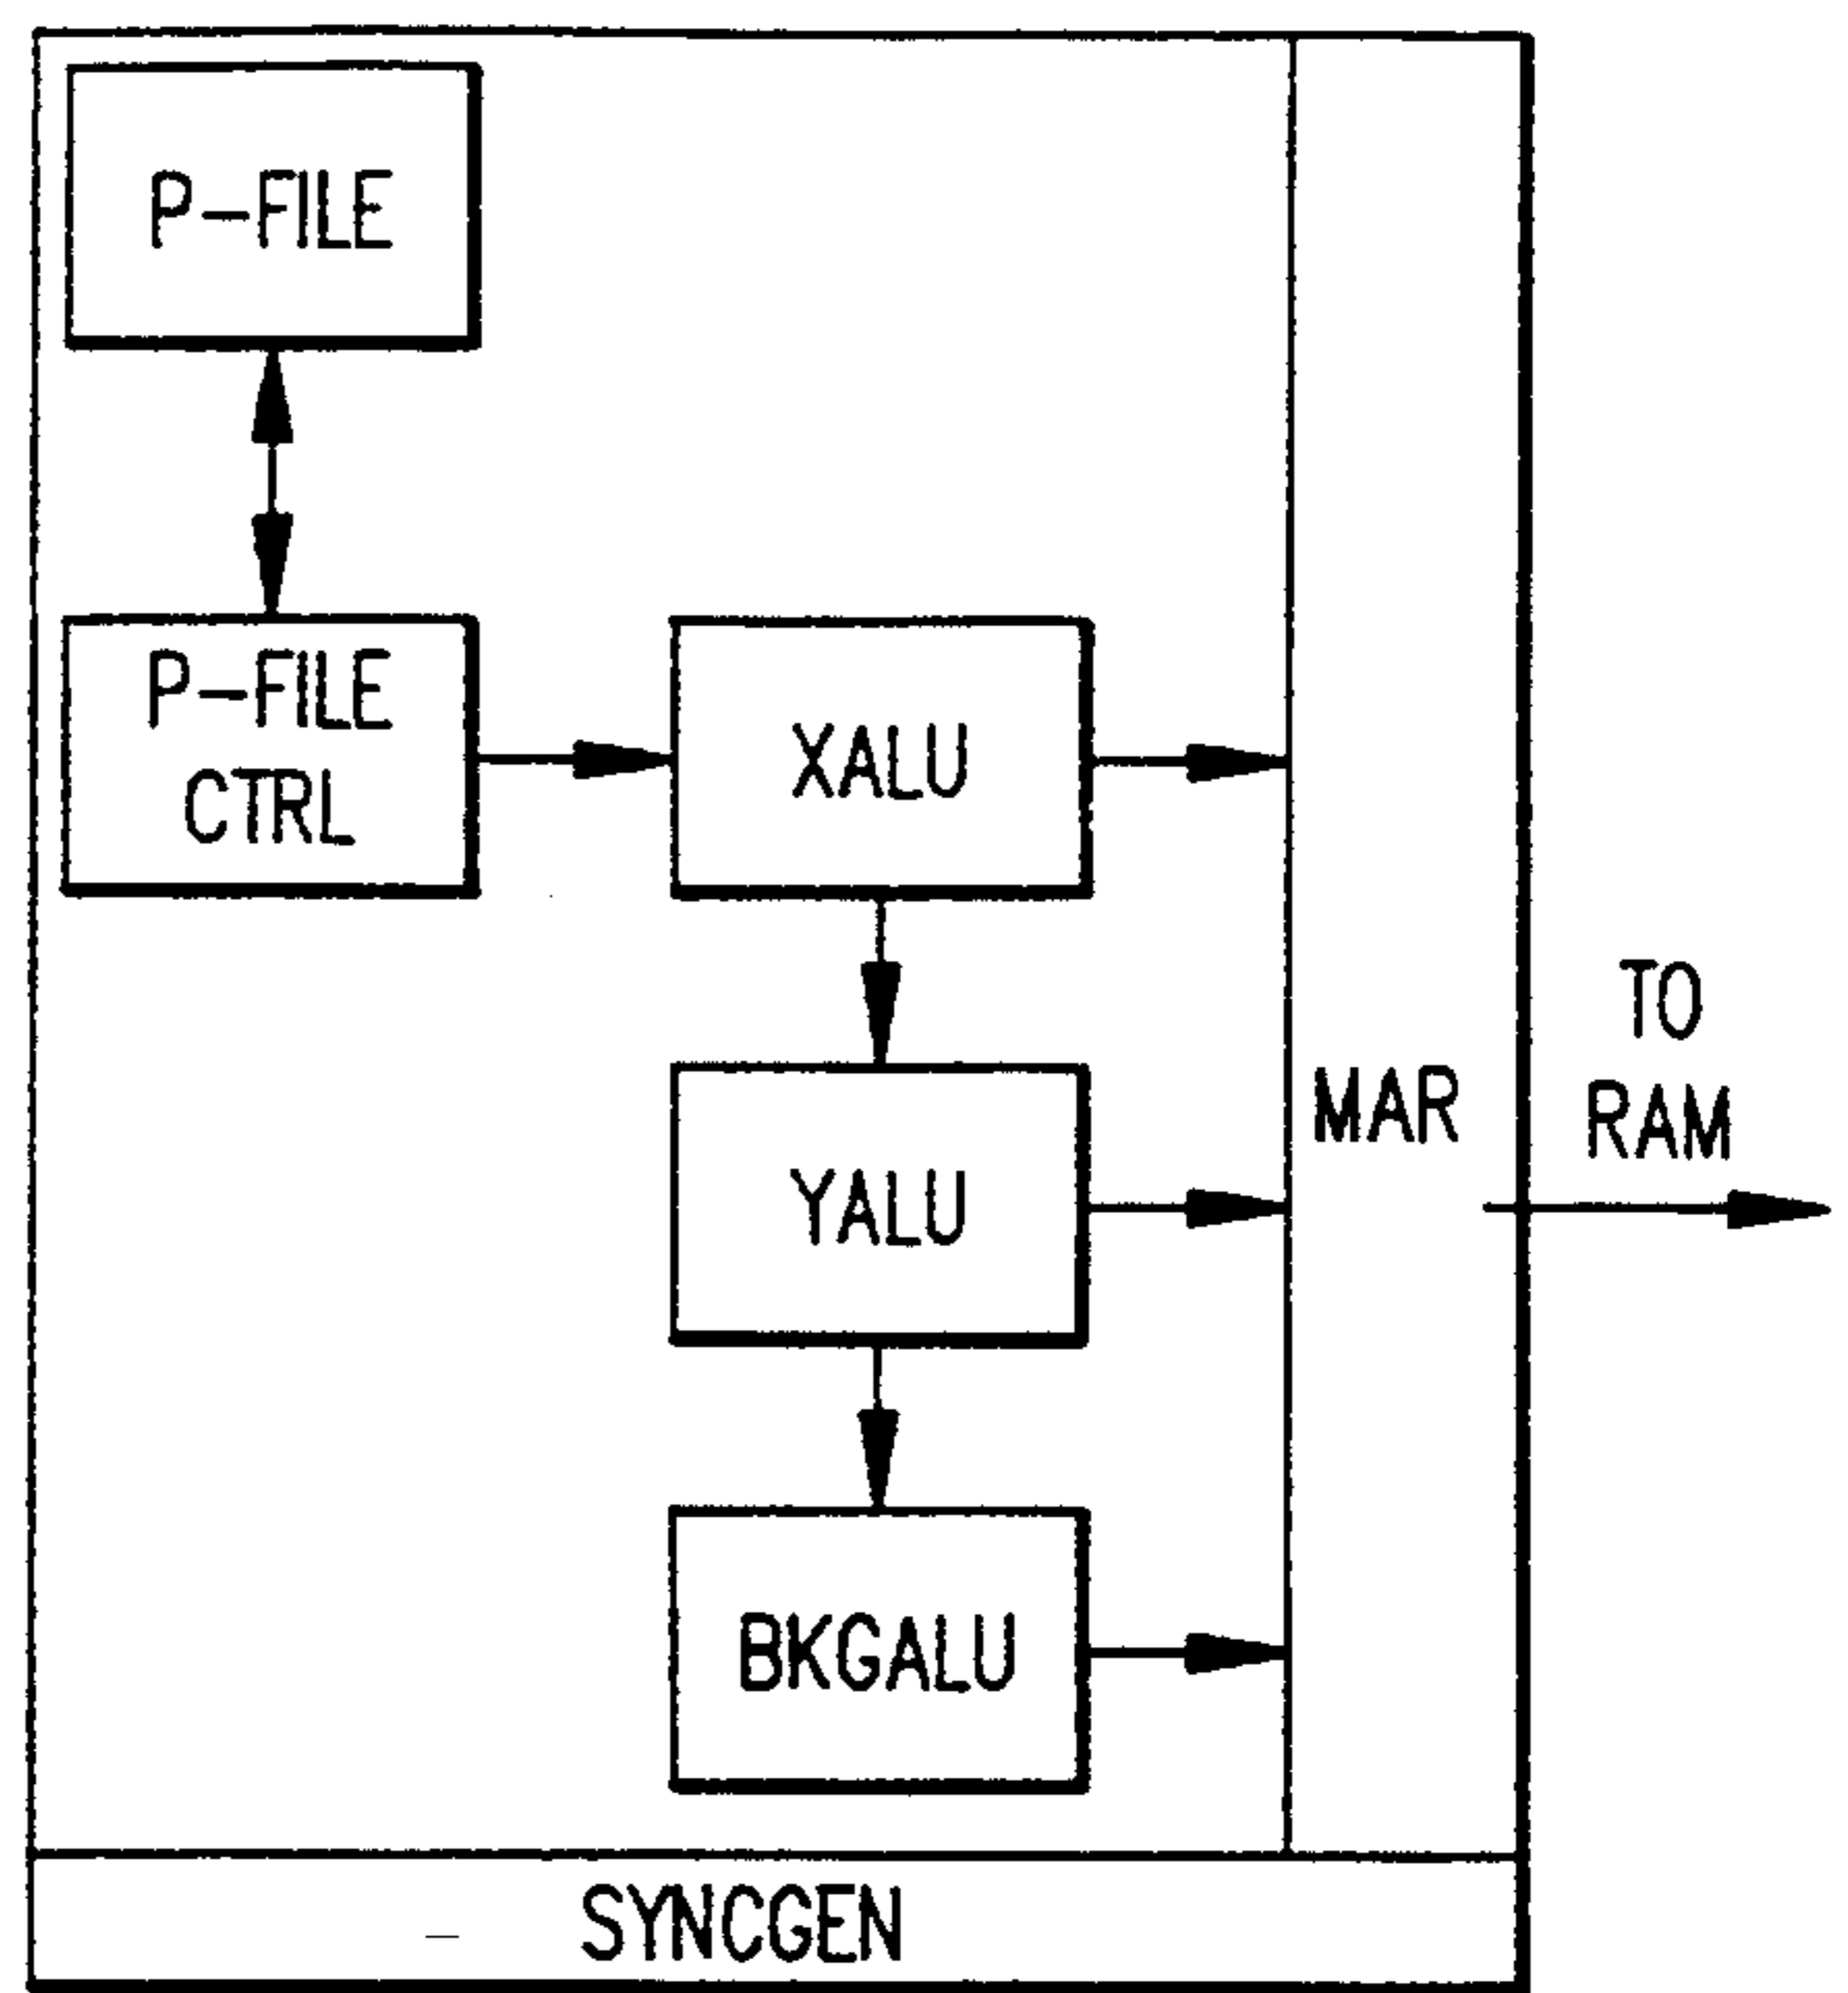 P-FILE
P-FILE
CTRL
XALU
YALU
BKGALU
MAR
TO
RAM
SYNCGEN